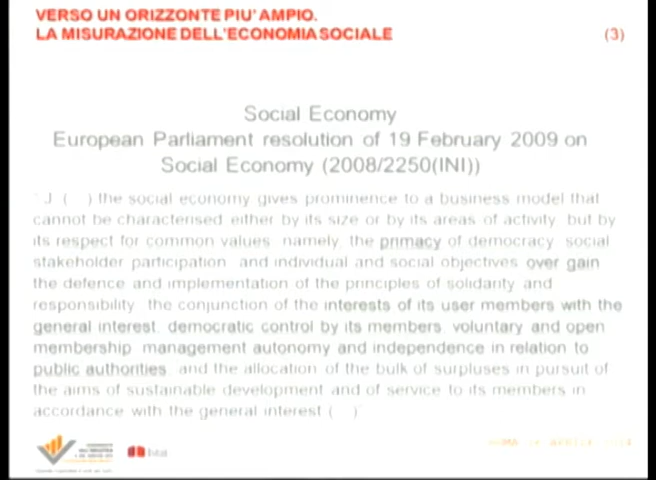 VERSO UN ORIZZONTE PIU' AMPIO.
LA MISURAZIONE DELL'ECONOMIA SOCIALE
(3)
Social Economy
European Parliament resolution of 19 February 2009 on
Social Economy (2008/2250(INI))
J ( ) the social economy gives prominence to a business model that
cannot be characterised either by its size or by its areas of activity but by
its respect for common values namely, the primacy of democracy social
stakeholder participation and individual and social objectives over gain
the defence and implementation of the principles of solidarity and
responsibility the conjunction of the interests of its user members with the
general interest, democratic control by its members, voluntary and open
membership management autonomy and independence in relation to
public authorities, and the allocation of the bulk of surpluses in pursuit of
the aims of sustainable development and of service to its members in
accordance with the general interest ( )